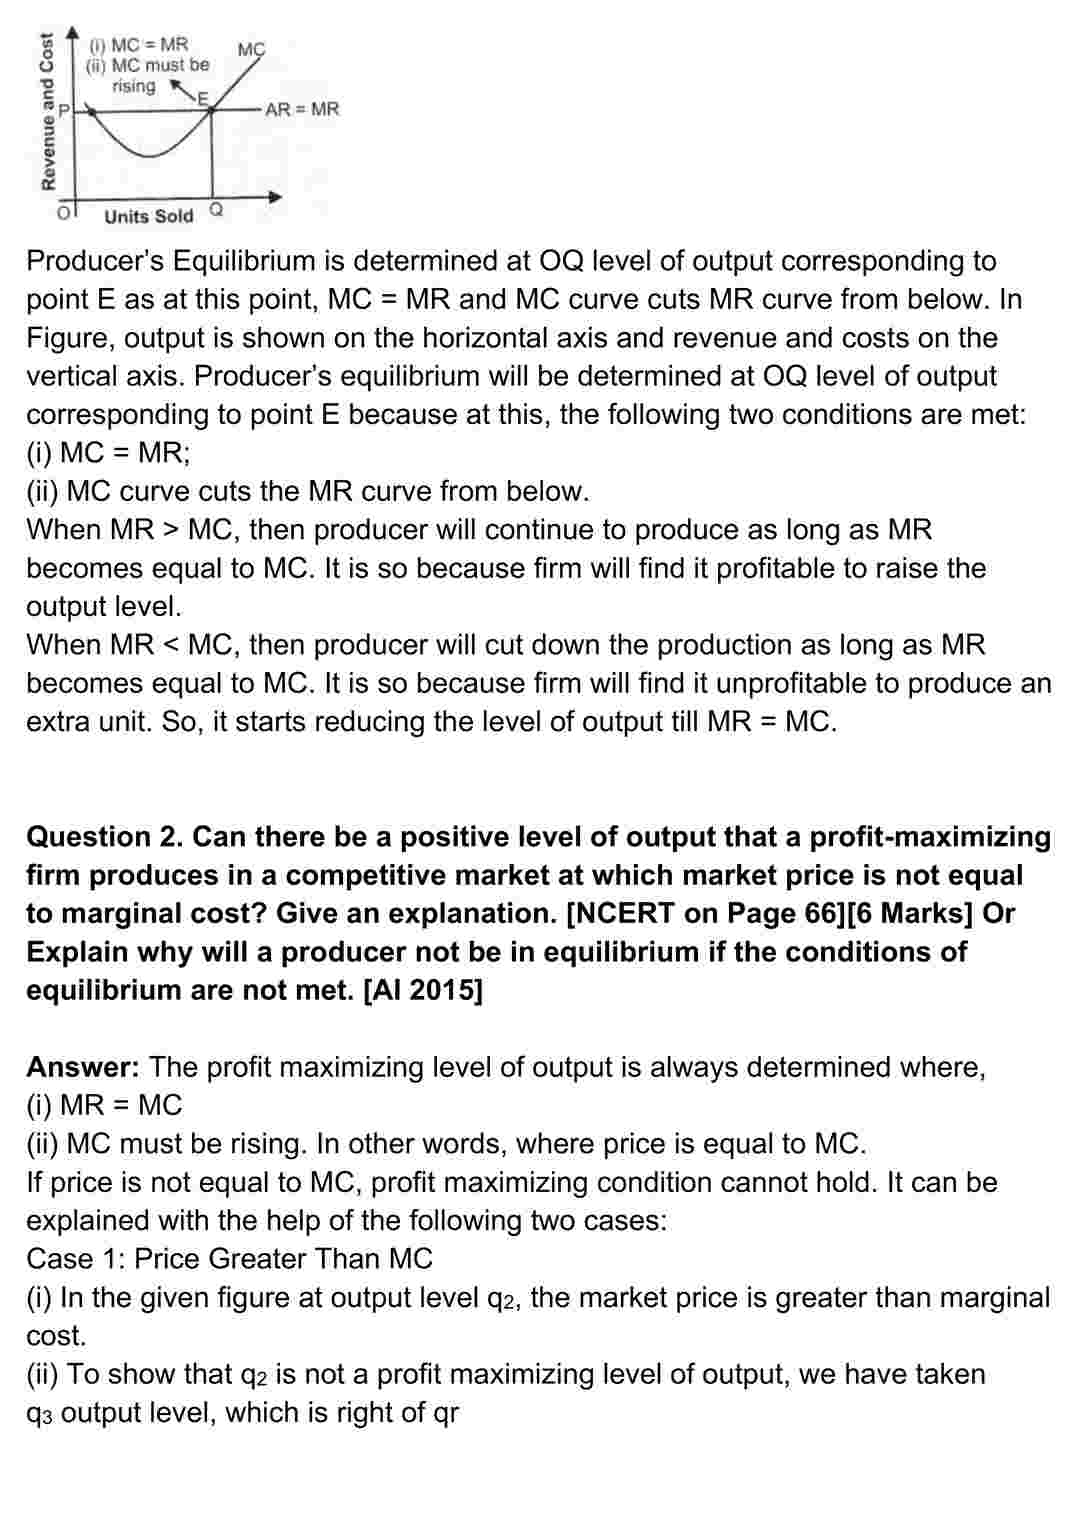 Revenue and Cost
(i) MC = MR
(ii) MC must be
rising
MC
E
P
AR = MR
O
Units Sold
Q
Producer's Equilibrium is determined at OQ level of output corresponding to
point E as at this point, MC = MR and MC curve cuts MR curve from below. In
Figure, output is shown on the horizontal axis and revenue and costs on the
vertical axis. Producer's equilibrium will be determined at OQ level of output
corresponding to point E because at this, the following two conditions are met:
(i) MC = MR;
(ii) MC curve cuts the MR curve from below.
When MR > MC, then producer will continue to produce as long as MR
becomes equal to MC. It is so because firm will find it profitable to raise the
output level.
When MR < MC, then producer will cut down the production as long as MR
becomes equal to MC. It is so because firm will find it unprofitable to produce an
extra unit. So, it starts reducing the level of output till MR = MC.
Question 2. Can there be a positive level of output that a profit-maximizing
firm produces in a competitive market at which market price is not equal
to marginal cost? Give an explanation. [NCERT on Page 66][6 Marks] Or
Explain why will a producer not be in equilibrium if the conditions of
equilibrium are not met. [AI 2015]
Answer: The profit maximizing level of output is always determined where,
(i) MR = MC
(ii) MC must be rising. In other words, where price is equal to MC.
If price is not equal to MC, profit maximizing condition cannot hold. It can be
explained with the help of the following two cases:
Case 1: Price Greater Than MC
(i) In the given figure at output level q2, the market price is greater than marginal
cost.
(ii) To show that q2 is not a profit maximizing level of output, we have taken
q3 output level, which is right of qr